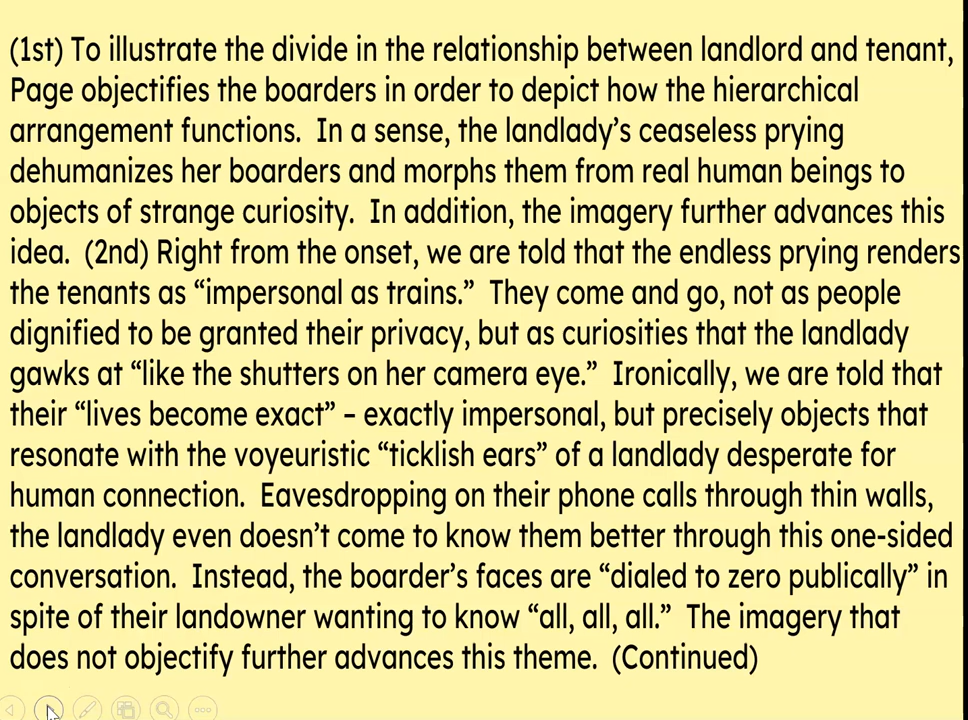 (1st) To illustrate the divide in the relationship between landlord and tenant,
Page objectifies the boarders in order to depict how the hierarchical
arrangement functions.  In a sense, the landlady’s ceaseless prying
dehumanizes her boarders and morphs them from real human beings to
objects of strange curiosity.  In addition, the imagery further advances this
idea.  (2nd) Right from the onset, we are told that the endless prying renders
the tenants as “impersonal as trains.”  They come and go, not as people
dignified to be granted their privacy, but as curiosities that the landlady
gawks at “like the shutters on her camera eye.”  Ironically, we are told that
their “lives become exact” – exactly impersonal, but precisely objects that
resonate with the voyeuristic “ticklish ears” of a landlady desperate for
human connection.  Eavesdropping on their phone calls through thin walls,
the landlady even doesn’t come to know them better through this one-sided
conversation.  Instead, the boarder’s faces are “dialed to zero publically” in
spite of their landowner wanting to know “all, all, all.”  The imagery that
does not objectify further advances this theme.  (Continued)